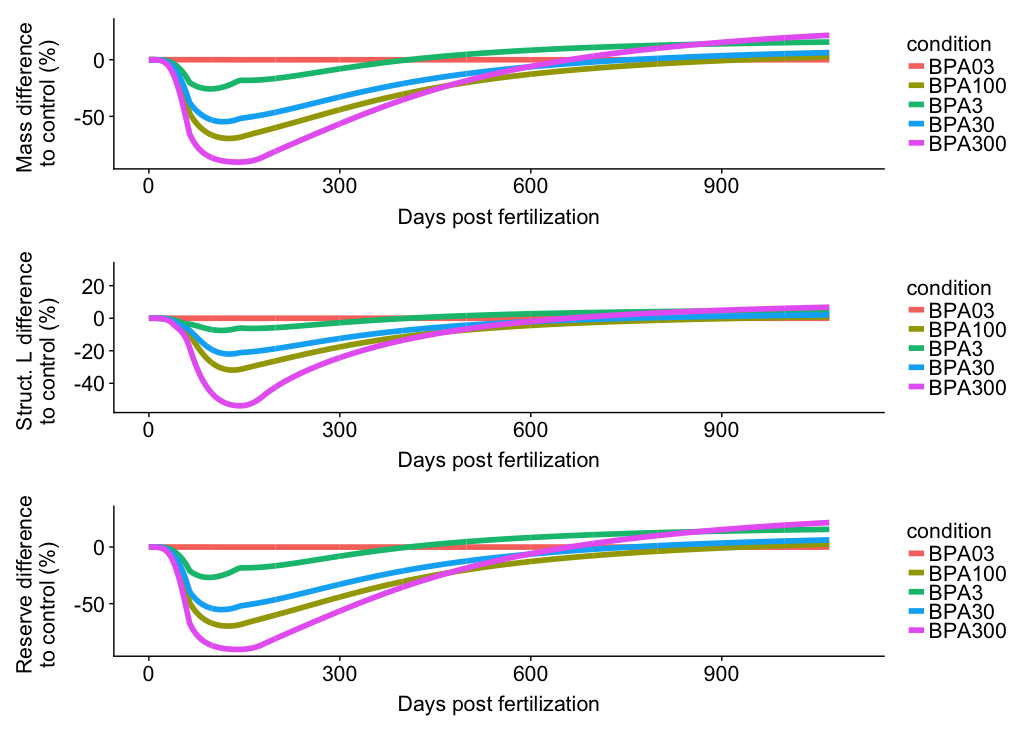 Mass difference
to control (%)
0
-50
0
300
600
900
Days post fertilization
condition
BPA03
BPA100
BPA3
BPA30
BPA300
Struct. L difference
to control (%)
20
0
-20
-40
0
300
600
900
Days post fertilization
condition
BPA03
BPA100
BPA3
BPA30
BPA300
Reserve difference
to control (%)
0
-50
0
300
600
900
Days post fertilization
condition
BPA03
BPA100
BPA3
BPA30
BPA300